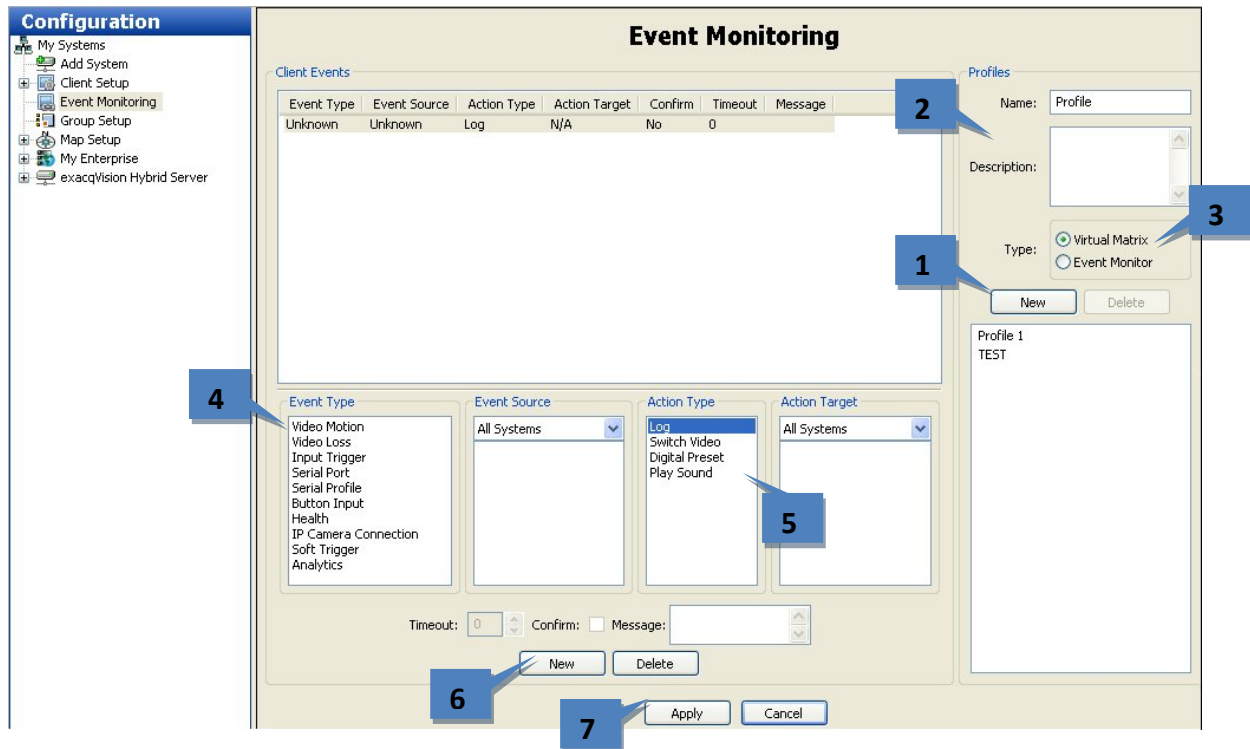 Configuration
My Systems
Add System
Client Setup
Event Monitoring
Group Setup
Map Setup
My Enterprise
exacqVision Hybrid Server
Event Monitoring
Client Events
Event Type Event Source Action Type Action Target Confirm Timeout Message
Unknown Unknown Log N/A No 0
Profiles
2
Name: Profile
Description:
3
Type: Virtual Matrix
Event Monitor
1
New Delete
Profile 1
TEST
4
Event Type
Video Motion
Video Loss
Input Trigger
Serial Port
Serial Profile
Button Input
Health
IP Camera Connection
Soft Trigger
Analytics
Event Source
All Systems
Action Type
Log
Switch Video
Digital Preset
Play Sound
5
Action Target
All Systems
Timeout: 0 Confirm: Message:
New Delete
6
7
Apply Cancel